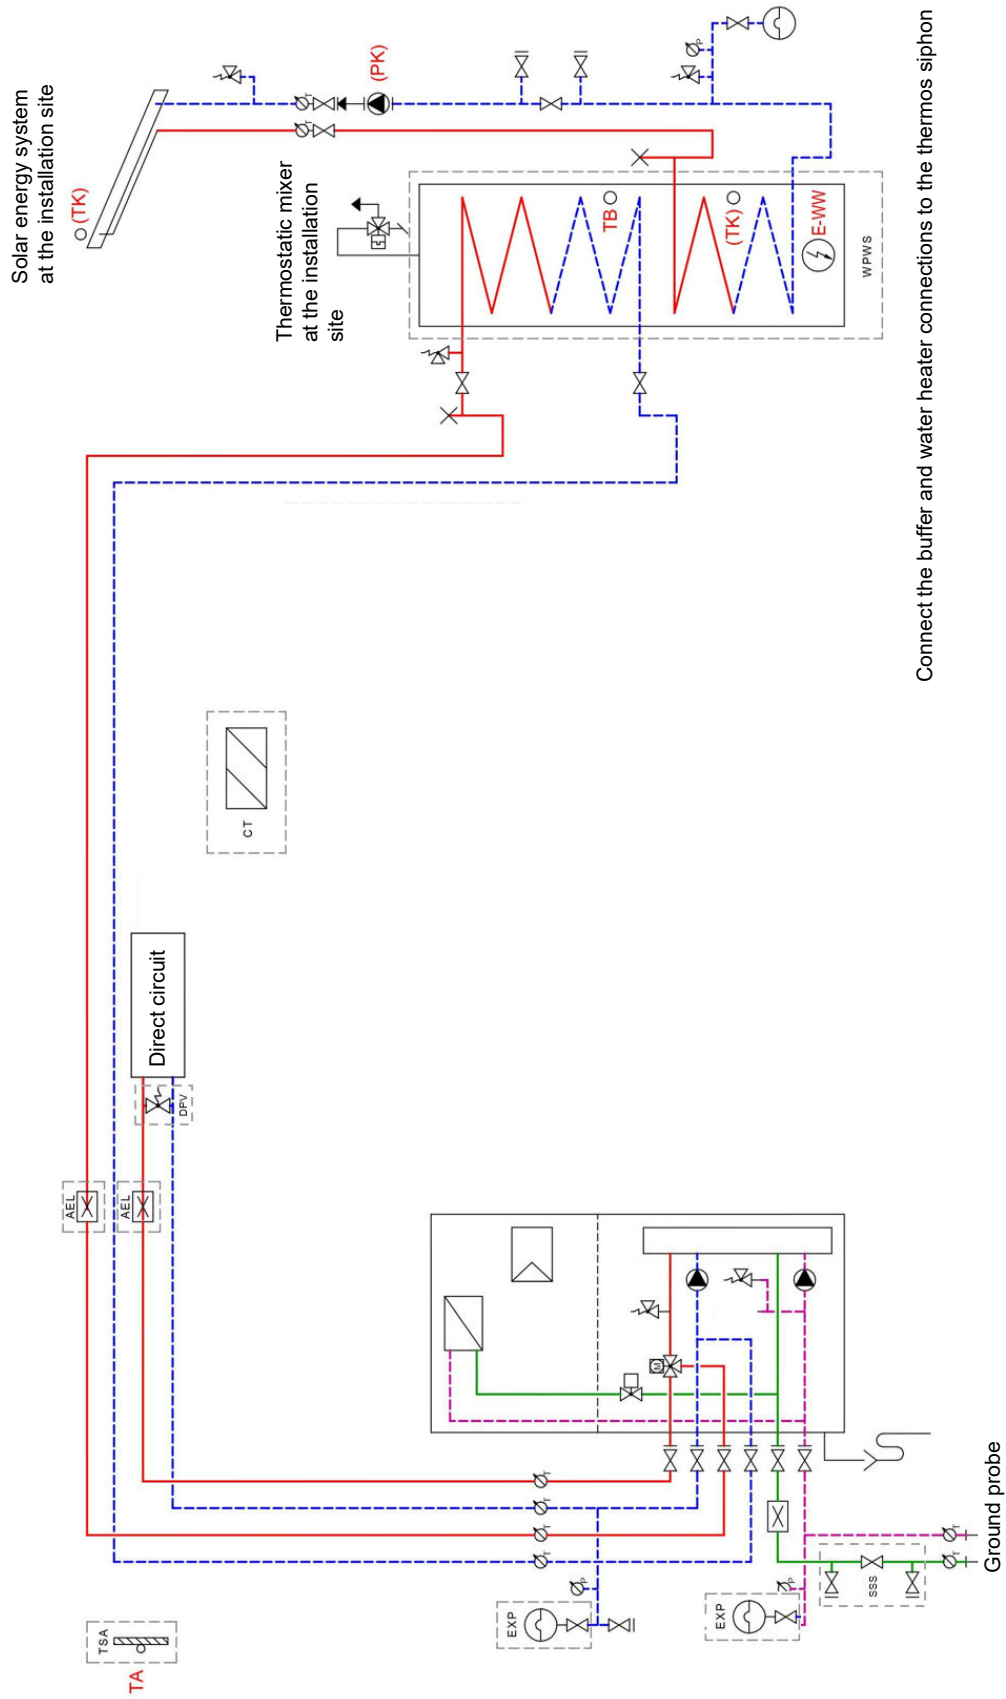 Solar energy system
at the installation site
(TK)
(PK)
T
T
P
Thermostatic mixer
at the installation
site
TB
(TK)
E-WW
WPWS
Connect the buffer and water heater connections to the thermos siphon
CT
Direct circuit
DPV
AEL
AEL
M
T
T
T
T
P
EXP
P
EXP
SSS
T
T
Ground probe
TSA
TA